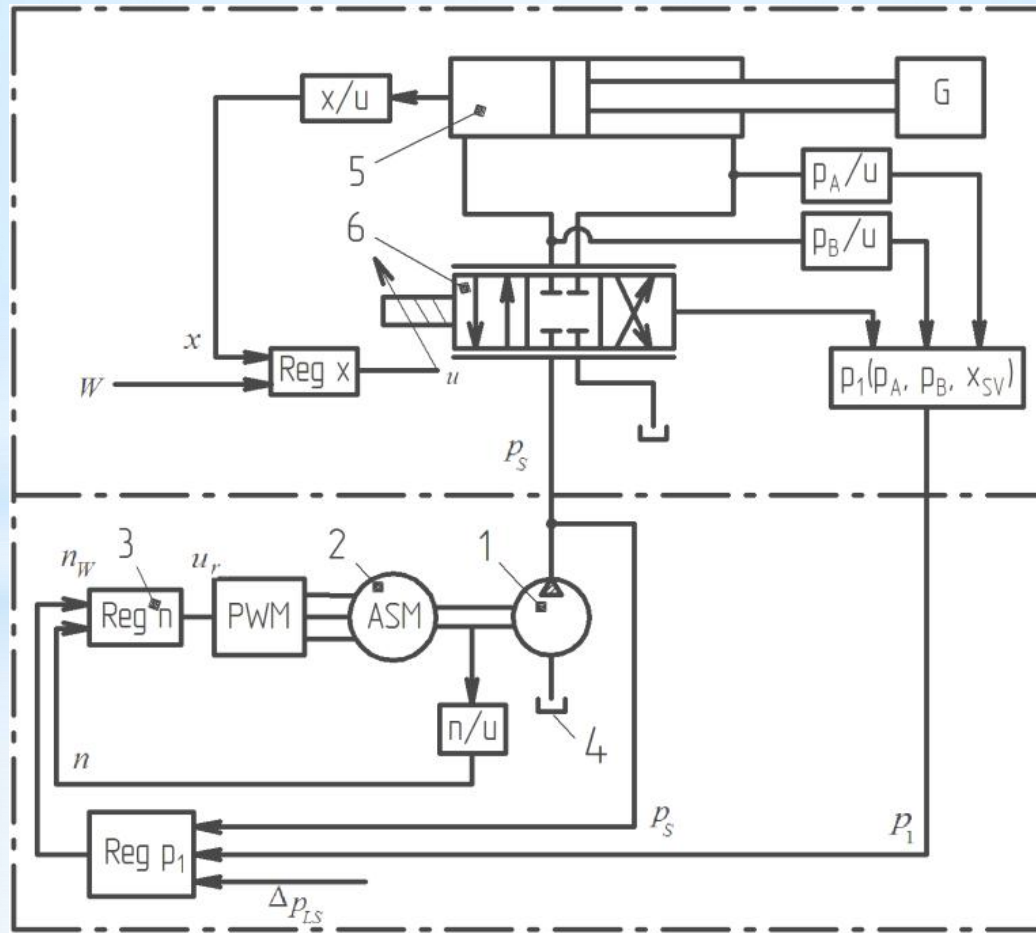 x/u
G
5
p_A/u
6
p_B/u
x
Reg x
u
W
p_1(p_A, p_B, x_SV)
p_s
3
2
1
n_W
u_r
Reg n
PWM
ASM
n/u
4
n
p_s
p_1
Reg p_1
Δp_LS